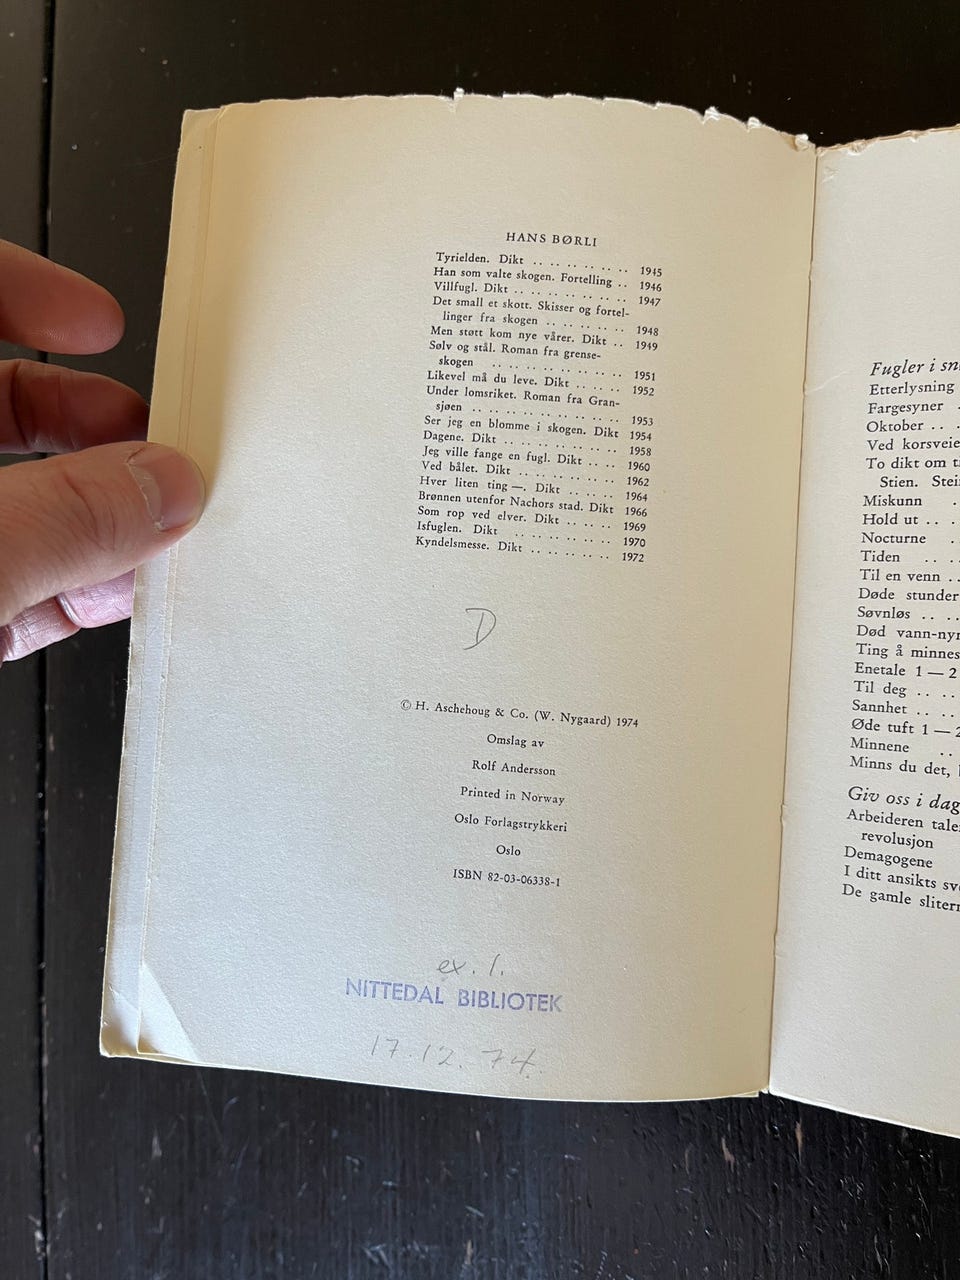 HANS BØRLI
Tyrielden. Dikt .. .. .. .. .. .. .. 1945
Han som valte skogen. Fortelling .. 1946
Villfugl. Dikt .. .. .. .. .. .. .. .. 1947
Det small et skott. Skisser og fortel-
linger fra skogen .. .. .. .. .. .. 1948
Men støtt kom nye vårer. Dikt .. 1949
Sølv og stål. Roman fra grense-
skogen .. .. .. .. .. .. .. .. .. 1951
Likevel må du leve. Dikt .. .. .. 1952
Under lomsriket. Roman fra Gran-
sjøen .. .. .. .. .. .. .. .. .. .. 1953
Ser jeg en blomme i skogen. Dikt 1954
Dagene. Dikt .. .. .. .. .. .. .. .. 1958
Jeg ville fange en fugl. Dikt .. .. 1960
Ved bålet. Dikt .. .. .. .. .. .. .. 1962
Hver liten ting —. Dikt .. .. .. .. 1964
Brønnen utenfor Nachors stad. Dikt 1966
Som rop ved elver. Dikt .. .. .. .. 1969
Isfuglen. Dikt .. .. .. .. .. .. .. 1970
Kyndelsmesse. Dikt .. .. .. .. .. .. 1972
D
© H. Aschehoug & Co. (W. Nygaard) 1974
Omslag av
Rolf Andersson
Printed in Norway
Oslo Forlagstrykkeri
Oslo
ISBN 82-03-06338-1
ex. 1.
NITTEDAL BIBLIOTEK
17.12.74.
Fugler i
Etterlysning
Fargesyner
Oktober .. .
Ved
To dikt om
Stien.
Miskunn
Hold ut .. .
Nocturne
Tiden .. .
Til en venn ..
Døde stunder
Søvnløs .. ..
Død
Ting å minnes
Enetale 1 — 2
Til deg .. ..
Sannhet .. ..
Øde tuft 1 — 2
Minnene ..
Minns du det,
Giv oss i dag
Arbeideren
revolusjon
Demagogene
I ditt ansikts
De gamle